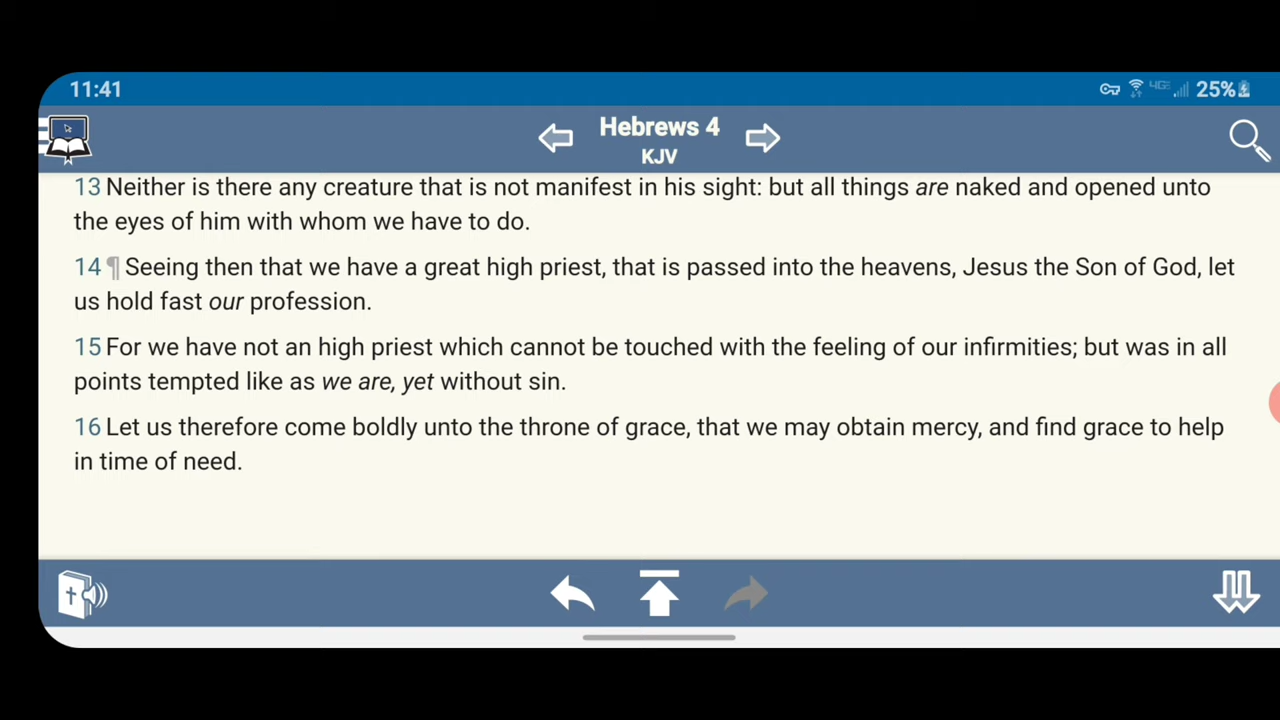 11:41
4GE 25%
Hebrews 4
KJV
13 Neither is there any creature that is not manifest in his sight: but all things are naked and opened unto
the eyes of him with whom we have to do.
14 ¶ Seeing then that we have a great high priest, that is passed into the heavens, Jesus the Son of God, let
us hold fast our profession.
15 For we have not an high priest which cannot be touched with the feeling of our infirmities; but was in all
points tempted like as we are, yet without sin.
16 Let us therefore come boldly unto the throne of grace, that we may obtain mercy, and find grace to help
in time of need.